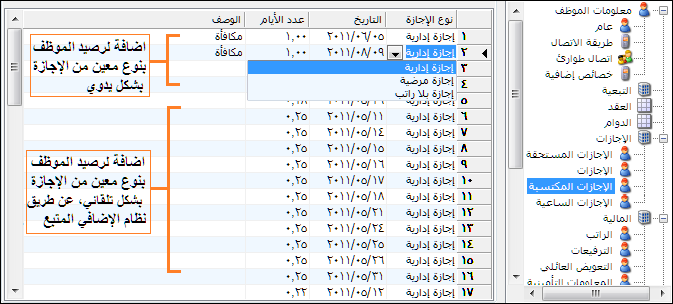 معلومات الموظف
عام
طريقة الاتصال
اتصال طوارئ
خصائص إضافية
التبعية
العقد
الدوام
الإجازات
الإجازات المستحقة
الإجازات
الإجازات المكتسبة
الإجازات الساعية
المالية
الراتب
الترفيعات
التعويض العائلي
المعلومات التأمينية
نوع الإجازة التاريخ عدد الأيام الوصف
١ إجازة إدارية ٢٠١١/٠٦/٠٥ ١,٠٠ مكافأة
٢ إجازة إدارية ٢٠١١/٠٨/٠٩ ١,٠٠ مكافأة
٣ إجازة إدارية
٤ إجازة مرضية
إجازة بلا راتب
٥
٦ إجازة إدارية ٢٠١١/٠٥/١١ ٠,٢٥
٧ إجازة إدارية ٢٠١١/٠٥/١٤ ٠,٢٥
٨ إجازة إدارية ٢٠١١/٠٥/١٥ ٠,٢٥
٩ إجازة إدارية ٢٠١١/٠٥/١٦ ٠,٢٥
١٠ إجازة إدارية ٢٠١١/٠٥/١٧ ٠,٢٥
١١ إجازة إدارية ٢٠١١/٠٥/١٨ ٠,٢٥
١٢ إجازة إدارية ٢٠١١/٠٥/٢١ ٠,٢٥
١٣ إجازة إدارية ٢٠١١/٠٥/٢٤ ٠,٢٥
١٤ إجازة إدارية ٢٠١١/٠٥/٢٥ ٠,٢٥
١٥ إجازة إدارية ٢٠١١/٠٥/٢٦ ٠,٢٥
١٦ إجازة إدارية ٢٠١١/٠٥/٣١ ٠,٢٥
١٧ إجازة إدارية ٢٠١١/٠٥/١٢ ٠,٢٢
اضافة لرصيد الموظف
بنوع معين من الإجازة
بشكل يدوي
اضافة لرصيد الموظف
بنوع معين من الإجازة
بشكل تلقائي، عن طريق
نظام الإضافي المتبع